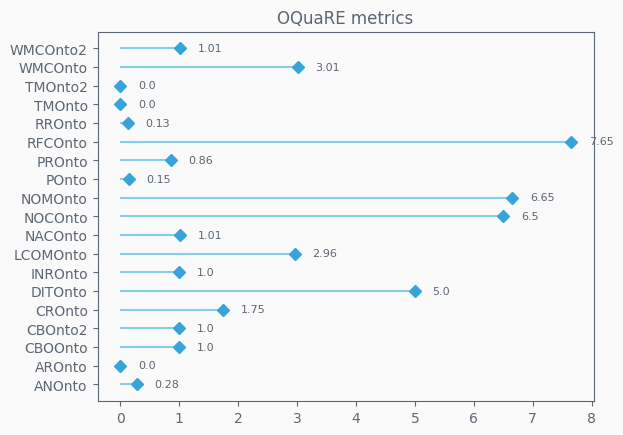 OQuaRE metrics
WMCOnto2 1.01
WMCOnto 3.01
TMOnto2 0.0
TMOnto 0.0
RROnto 0.13
RFCOnto 7.65
PROnto 0.86
POnto 0.15
NOMOnto 6.65
NOCOnto 6.5
NACOnto 1.01
LCOMOnto 2.96
INROnto 1.0
DITOnto 5.0
CROnto 1.75
CBOnto2 1.0
CBOOnto 1.0
AROnto 0.0
ANOnto 0.28
0 1 2 3 4 5 6 7 8